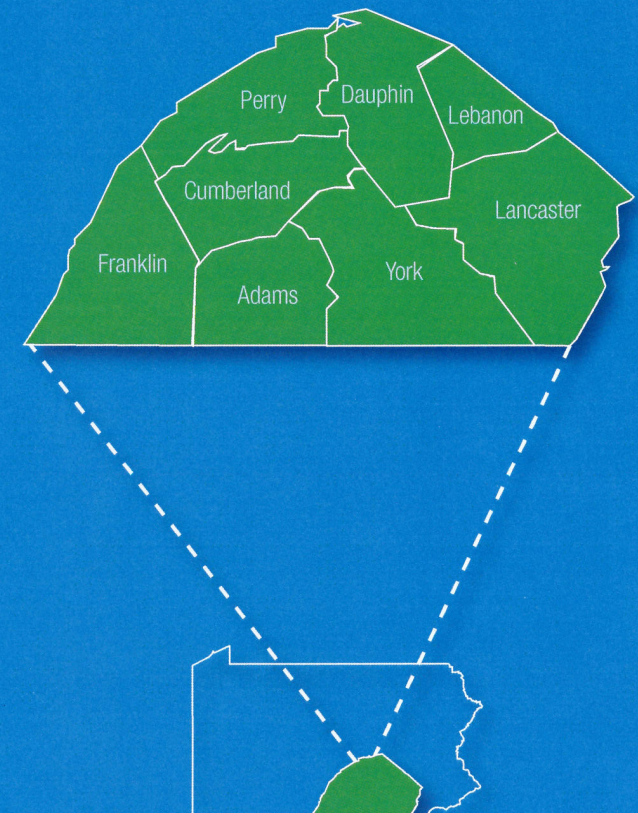 Perry
Dauphin
Lebanon
Cumberland
Lancaster
Franklin
York
Adams